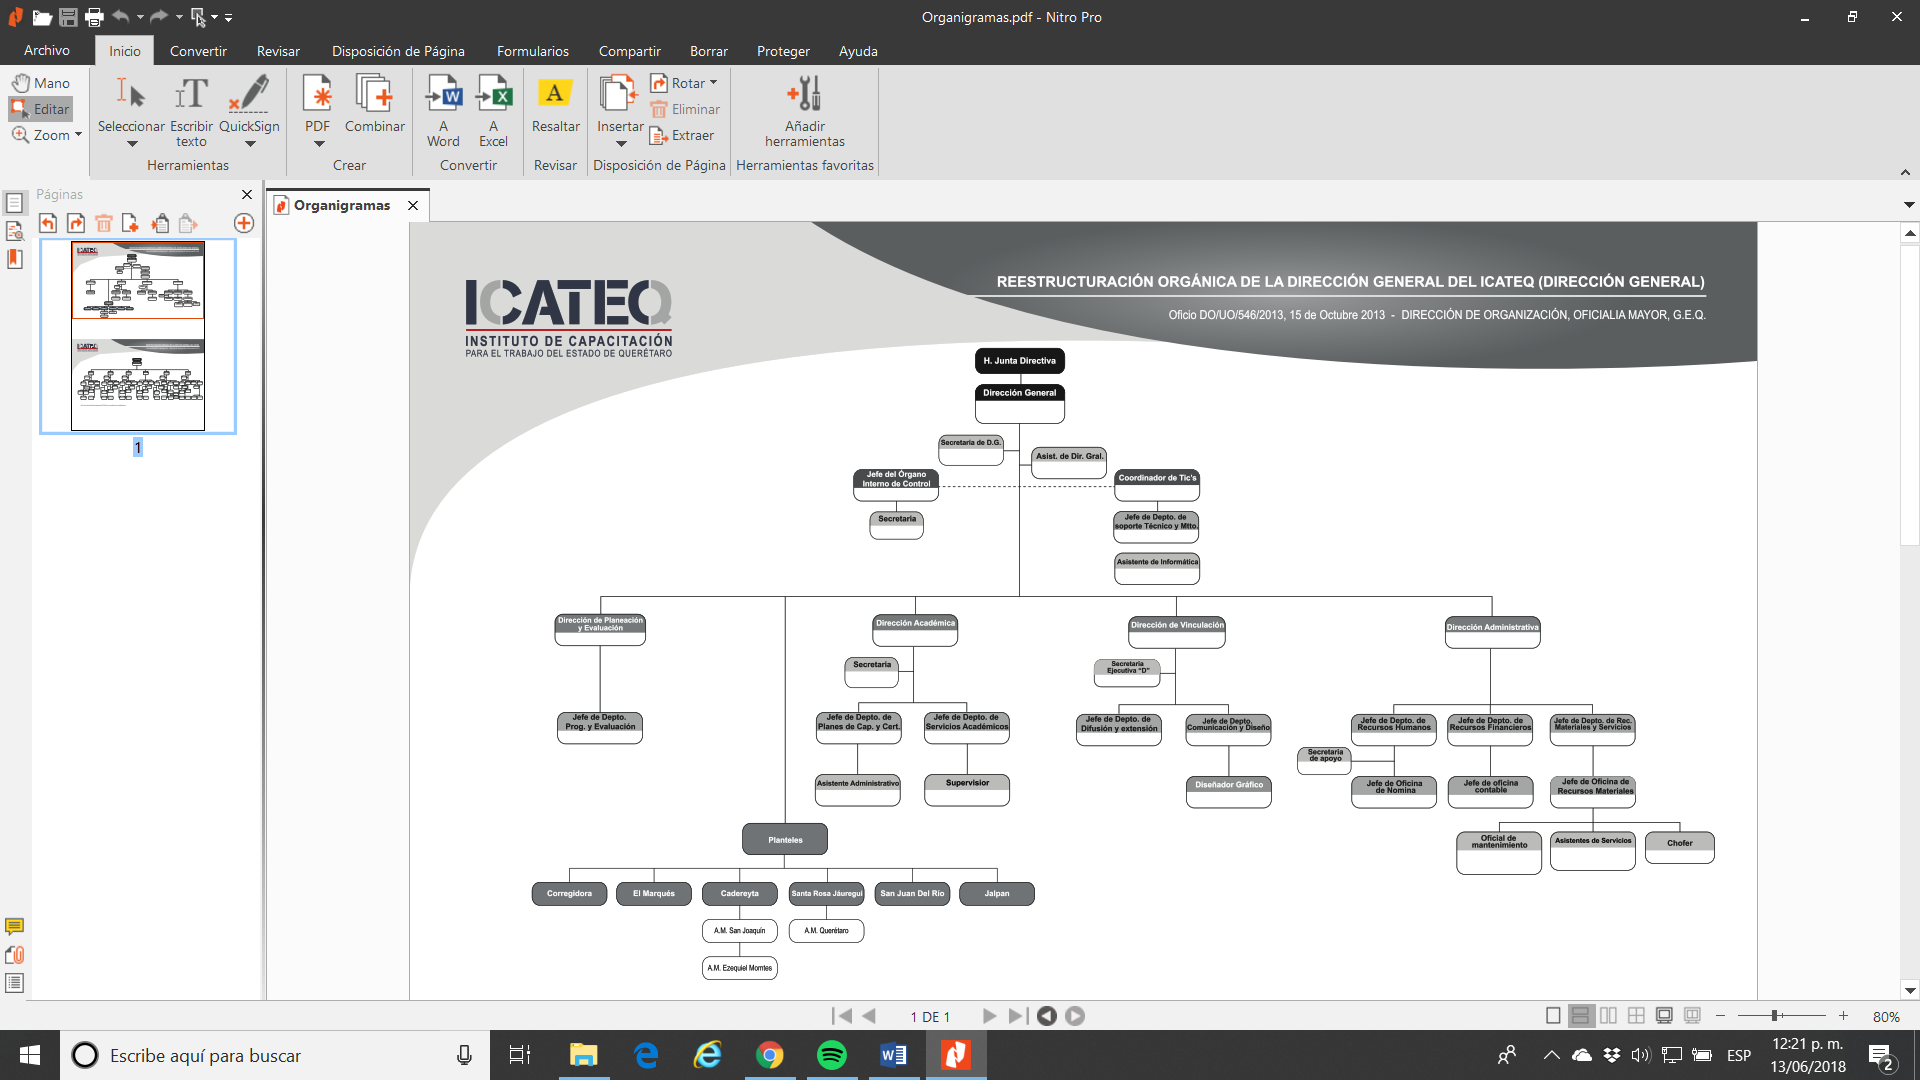 Organigramas.pdf - Nitro Pro
Archivo
Inicio
Convertir
Revisar
Disposición de Página
Formularios
Compartir
Borrar
Proteger
Ayuda
Mano
Editar
Zoom
Seleccionar
Escribir
texto
QuickSign
Herramientas
PDF
Combinar
Crear
A
Word
A
Excel
Convertir
Resaltar
Revisar
Insertar
Rotar
Eliminar
Extraer
Disposición de Página
Añadir
herramientas
Herramientas favoritas
Páginas
1
Organigramas
ICATEQ
INSTITUTO DE CAPACITACIÓN
PARA EL TRABAJO DEL ESTADO DE QUERÉTARO
REESTRUCTURACIÓN ORGÁNICA DE LA DIRECCIÓN GENERAL DEL ICATEQ (DIRECCIÓN GENERAL)
Oficio DO/UO/546/2013, 15 de Octubre 2013 - DIRECCIÓN DE ORGANIZACIÓN, OFICIALIA MAYOR, G.E.Q.
H. Junta Directiva
Dirección General
Secretaria de D.G.
Asist. de Dir. Gral.
Jefe del Órgano
Interno de Control
Coordinador de Tic's
Secretaria
Jefe de Depto. de
soporte Técnico y Mtto.
Asistente de Informática
Dirección de Planeación
y Evaluación
Dirección Académica
Dirección de Vinculación
Dirección Administrativa
Secretaria
Secretaria
Ejecutiva "D"
Jefe de Depto.
Prog. y Evaluación
Jefe de Depto. de
Planes de Cap. y Cert.
Jefe de Depto. de
Servicios Académicos
Jefe de Depto. de
Difusión y extensión
Jefe de Depto.
Comunicación y Diseño
Jefe de Depto. de
Recursos Humanos
Jefe de Depto. de
Recursos Financieros
Jefe de Depto. de Rec.
Materiales y Servicios
Secretaria
de apoyo
Asistente Administrativo
Supervisior
Diseñador Gráfico
Jefe de Oficina
de Nomina
Jefe de oficina
contable
Jefe de Oficina de
Recursos Materiales
Oficial de
mantenimiento
Asistentes de Servicios
Chofer
Planteles
Corregidora
El Marqués
Cadereyta
Santa Rosa Jáuregui
San Juan Del Río
Jalpan
A.M. San Joaquín
A.M. Querétaro
A.M. Ezequiel Momtes
1 DE 1
80%
Escribe aquí para buscar
ESP
12:21 p. m.
13/06/2018
2